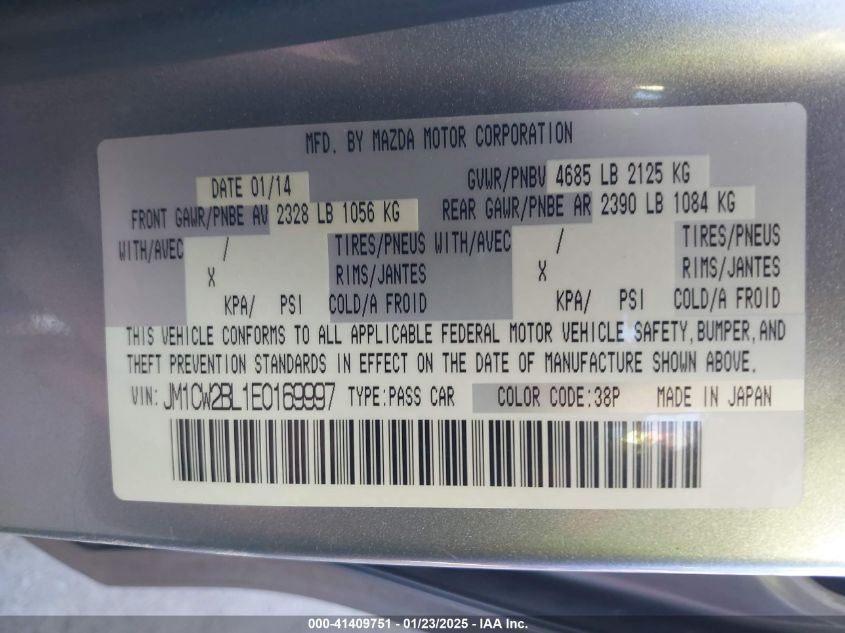 MFD. BY MAZDA MOTOR CORPORATION
DATE 01/14 GVWR/PNBV 4685 LB 2125 KG
FRONT GAWR/PNBE AV 2328 LB 1056 KG REAR GAWR/PNBE AR 2390 LB 1084 KG
WITH/AVEC / TIRES/PNEUS WITH/AVEC / TIRES/PNEUS
X RIMS/JANTES X RIMS/JANTES
KPA/ PSI COLD/A FROID KPA/ PSI COLD/A FROID
THIS VEHICLE CONFORMS TO ALL APPLICABLE FEDERAL MOTOR VEHICLE SAFETY, BUMPER, AND
THEFT PREVENTION STANDARDS IN EFFECT ON THE DATE OF MANUFACTURE SHOWN ABOVE.
VIN: JM1CW2BL1E0169997 TYPE:PASS CAR COLOR CODE:38P MADE IN JAPAN
000-41409751 - 01/23/2025 - IAA Inc.